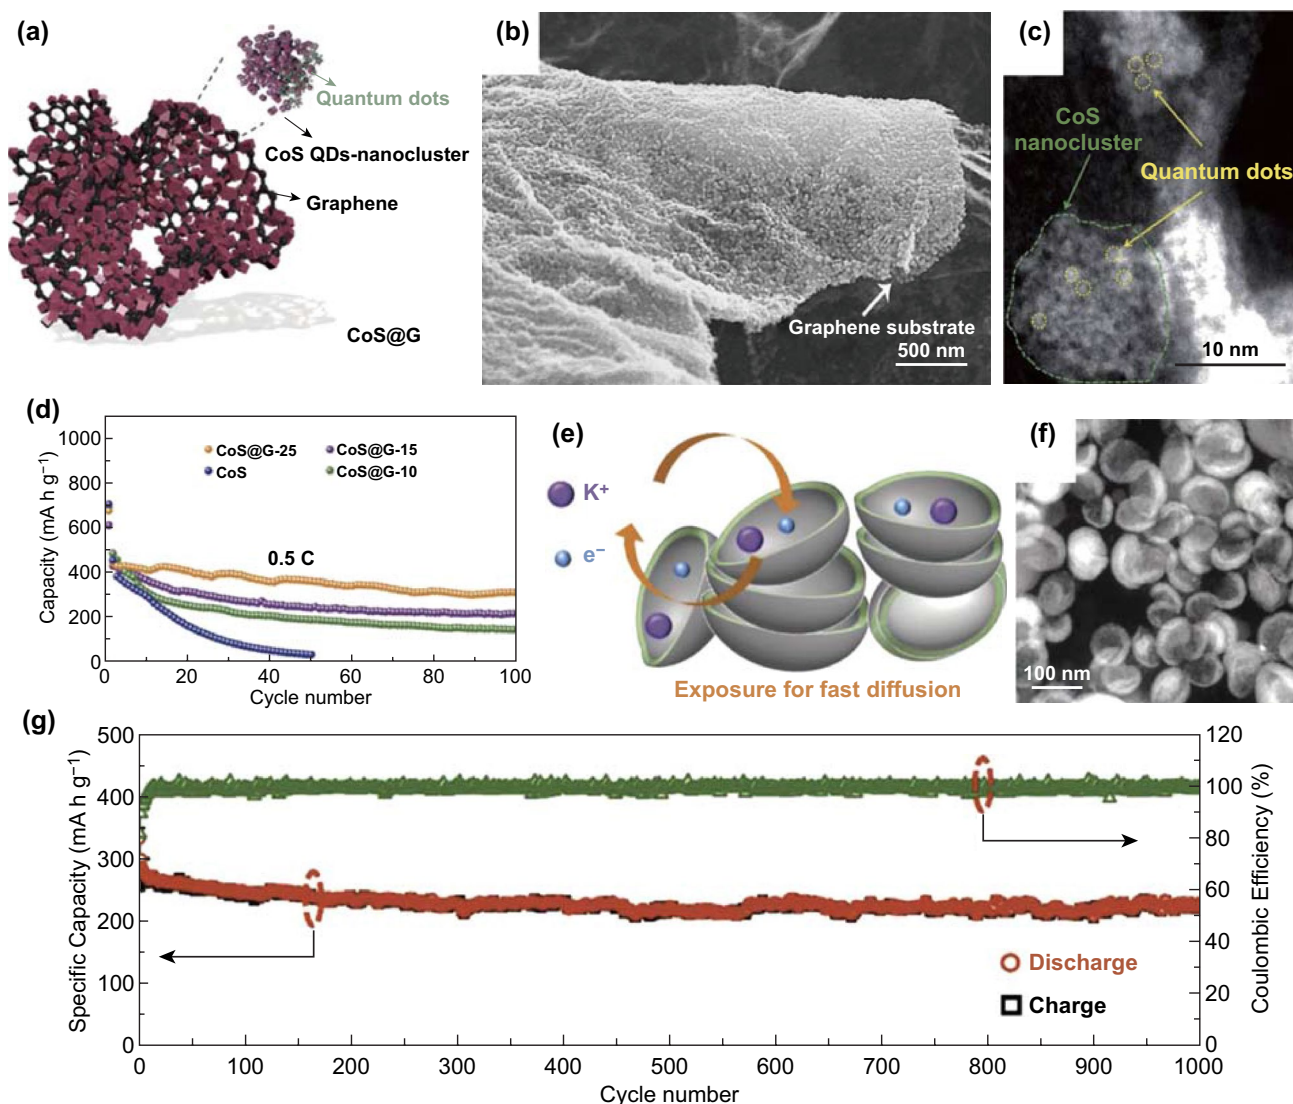 (a)
Quantum dots
CoS QDs-nanocluster
Graphene
CoS@G
(b)
Graphene substrate
500 nm
(c)
CoS
nanocluster
Quantum dots
10 nm
(d)
Capacity (mA h g⁻¹)
1000
800
600
400
200
0
CoS@G-25
CoS@G-15
CoS
CoS@G-10
0.5 C
0 20 40 60 80 100
Cycle number
(e)
K⁺
e⁻
Exposure for fast diffusion
(f)
100 nm
(g)
Specific Capacity (mA h g⁻¹)
500
400
300
200
100
0
120
100
80
60
40
20
0
Coulombic Efficiency (%)
Discharge
Charge
0 100 200 300 400 500 600 700 800 900 1000
Cycle number